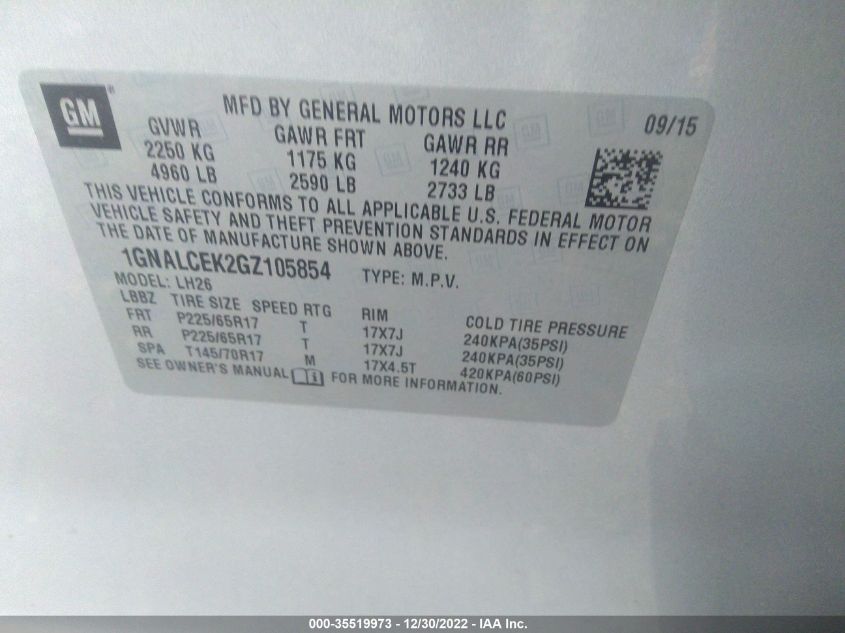 GM®
MFD BY GENERAL MOTORS LLC
09/15
GVWR GAWR FRT GAWR RR
2250 KG 1175 KG 1240 KG
4960 LB 2590 LB 2733 LB
THIS VEHICLE CONFORMS TO ALL APPLICABLE U.S. FEDERAL MOTOR
VEHICLE SAFETY AND THEFT PREVENTION STANDARDS IN EFFECT ON
THE DATE OF MANUFACTURE SHOWN ABOVE.
1GNALCEK2GZ105854 TYPE: M.P.V.
MODEL: LH26
LBBZ TIRE SIZE SPEED RTG RIM COLD TIRE PRESSURE
FRT P225/65R17 T 17X7J 240KPA(35PSI)
RR P225/65R17 T 17X7J 240KPA(35PSI)
SPA T145/70R17 M 17X4.5T 420KPA(60PSI)
SEE OWNER'S MANUAL FOR MORE INFORMATION.
000-35519973 - 12/30/2022 - IAA Inc.